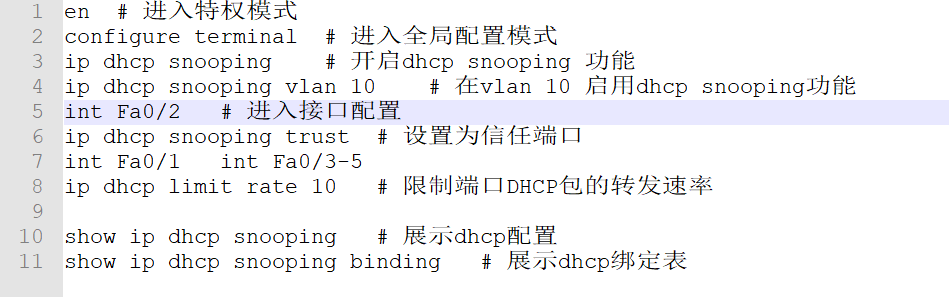 1 en  # 进入特权模式
2 configure terminal  # 进入全局配置模式
3 ip dhcp snooping    # 开启dhcp snooping 功能
4 ip dhcp snooping vlan 10    # 在vlan 10 启用dhcp snooping功能
5 int Fa0/2   # 进入接口配置
6 ip dhcp snooping trust  # 设置为信任端口
7 int Fa0/1   int Fa0/3-5
8 ip dhcp limit rate 10   # 限制端口DHCP包的转发速率
9
10 show ip dhcp snooping   # 展示dhcp配置
11 show ip dhcp snooping binding   # 展示dhcp绑定表